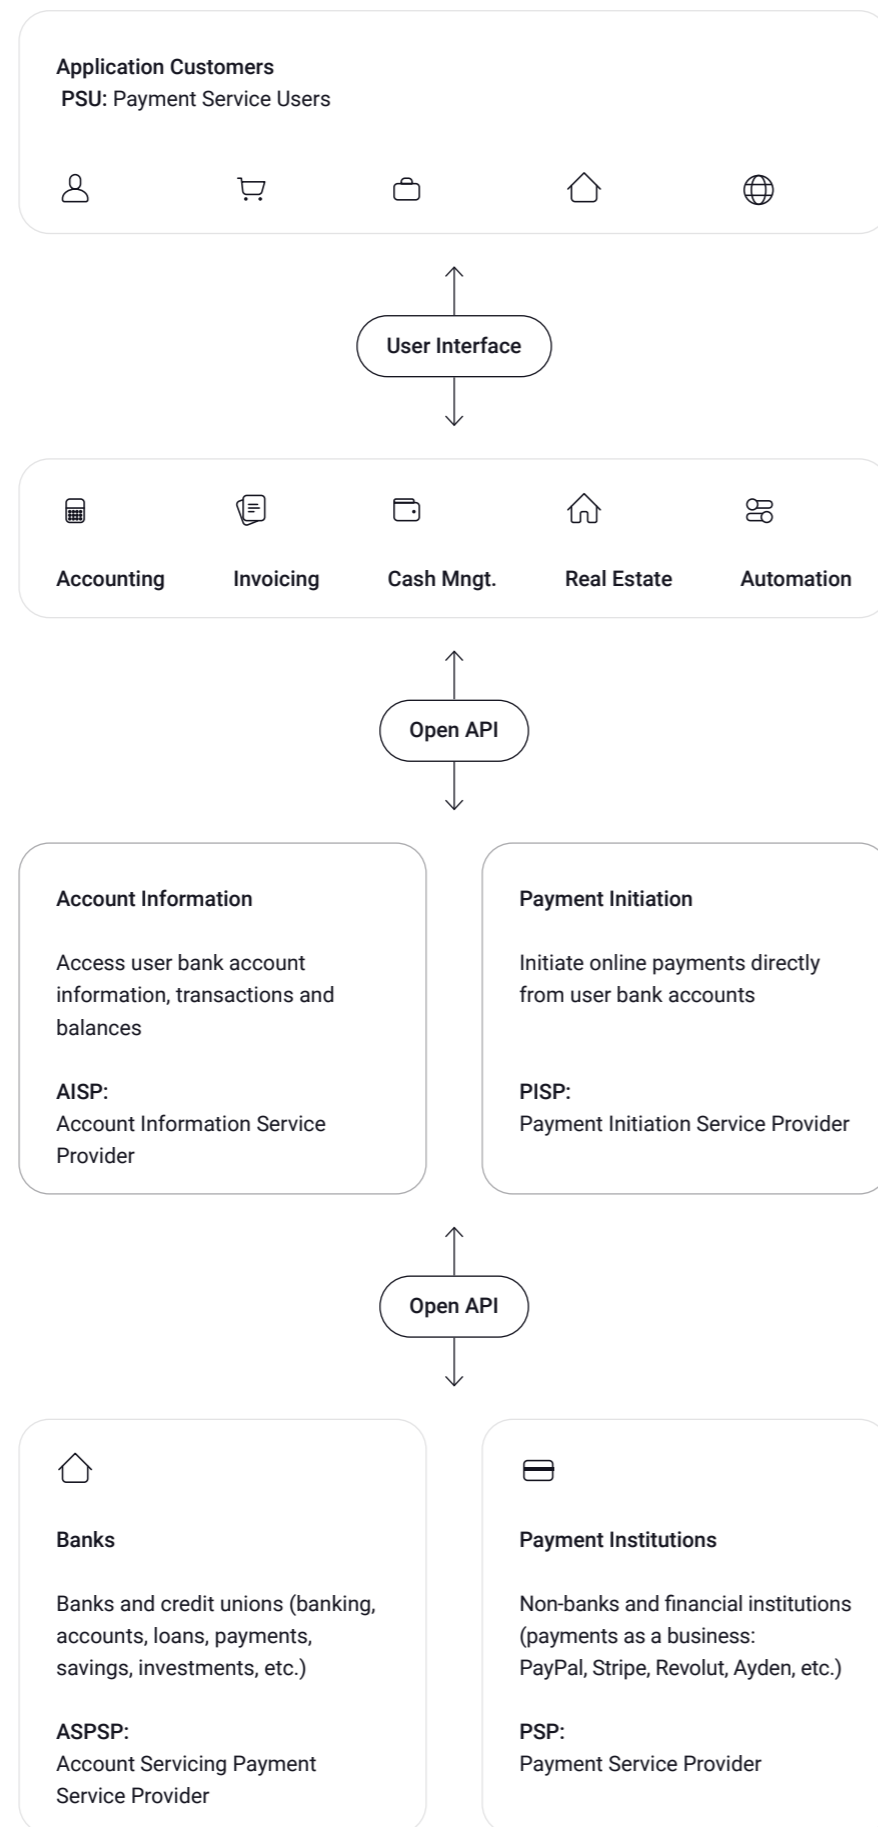 Application Customers
PSU: Payment Service Users
User Interface
Accounting
Invoicing
Cash Mngt.
Real Estate
Automation
Open API
Account Information
Access user bank account
information, transactions and
balances
AISP:
Account Information Service
Provider
Payment Initiation
Initiate online payments directly
from user bank accounts
PISP:
Payment Initiation Service Provider
Open API
Banks
Banks and credit unions (banking,
accounts, loans, payments,
savings, investments, etc.)
ASPSP:
Account Servicing Payment
Service Provider
Payment Institutions
Non-banks and financial institutions
(payments as a business:
PayPal, Stripe, Revolut, Ayden, etc.)
PSP:
Payment Service Provider